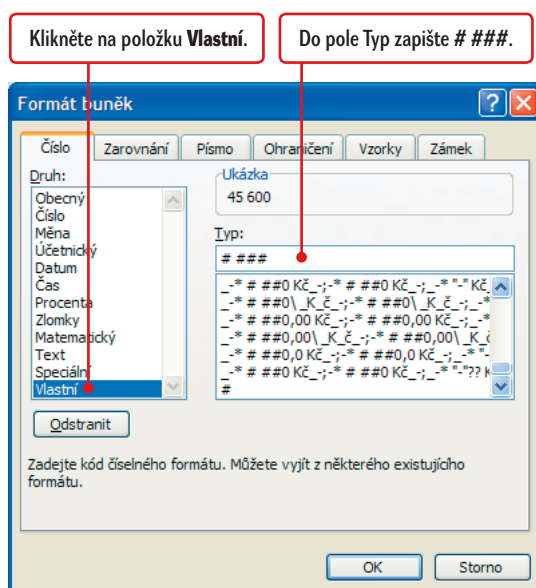 Klikněte na položku Vlastní.
Do pole Typ zapište # ###.
Formát buněk
Číslo
Zarovnání
Písmo
Ohraničení
Vzorky
Zámek
Druh:
Obecný
Číslo
Měna
Účetnický
Datum
Čas
Procenta
Zlomky
Matematický
Text
Speciální
Vlastní
Ukázka
45 600
Typ:
# ###
_-* # ##0 Kč_-;-* # ##0 Kč_-;_-* "-" Kč_
_-* # ##0\ _K_č_-;-* # ##0\ _K_č_-;_-*
_-* # ##0,00 Kč_-;-* # ##0,00 Kč_-;_-*
_-* # ##0,00\ _K_č_-;-* # ##0,00\ _K_č
_-* # ##0,0 Kč_-;-* # ##0,0 Kč_-;_-* "-
_-* # ##0 Kč_-;-* # ##0 Kč_-;_-* "-"?? K
#
Odstranit
Zadejte kód číselného formátu. Můžete vyjít z některého existujícího
formátu.
OK
Storno